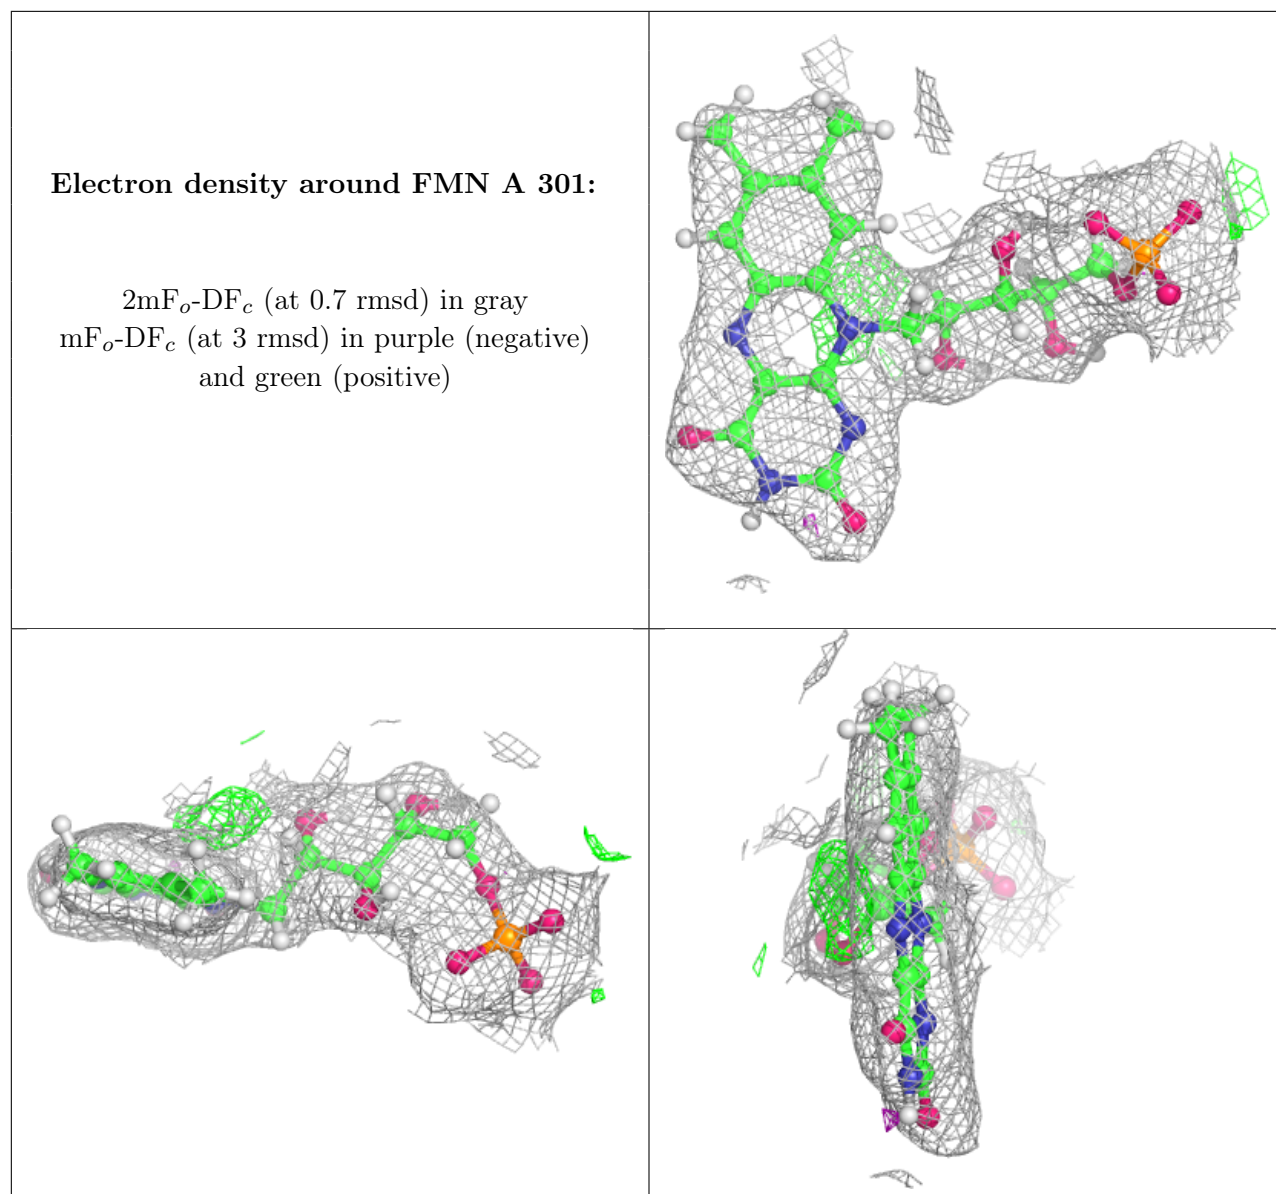 Electron density around FMN A 301:
2mFo-DFc (at 0.7 rmsd) in gray
mFo-DFc (at 3 rmsd) in purple (negative)
and green (positive)